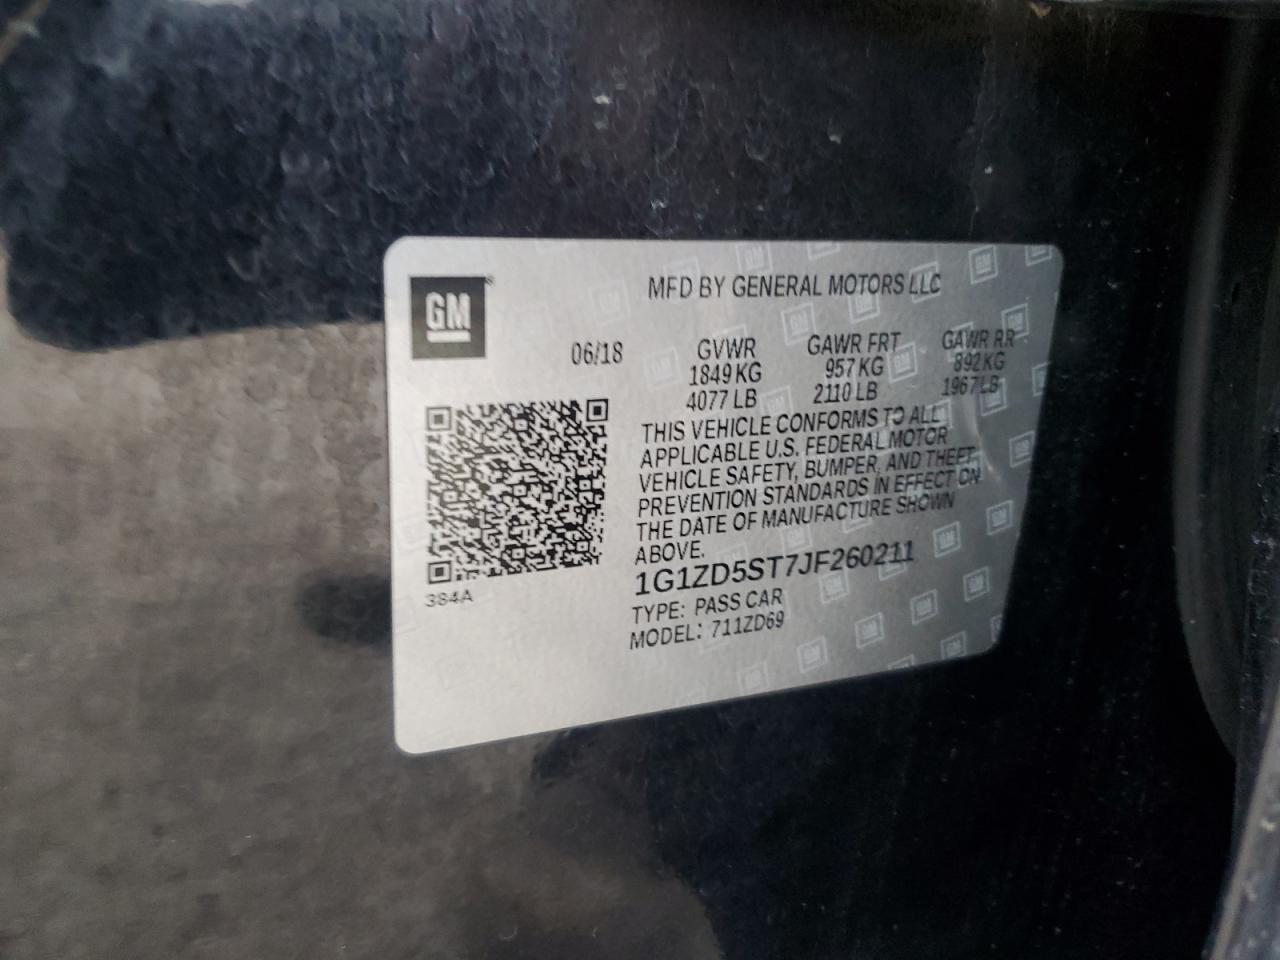 GM®
MFD BY GENERAL MOTORS LLC
06/18 GVWR GAWR FRT GAWR RR
1849 KG 957 KG 892 KG
4077 LB 2110 LB 1967 LB
THIS VEHICLE CONFORMS TO ALL
APPLICABLE U.S. FEDERAL MOTOR
VEHICLE SAFETY, BUMPER, AND THEFT
PREVENTION STANDARDS IN EFFECT ON
THE DATE OF MANUFACTURE SHOWN
ABOVE.
1G1ZD5ST7JF260211
TYPE: PASS CAR
MODEL: 711ZD69
384A